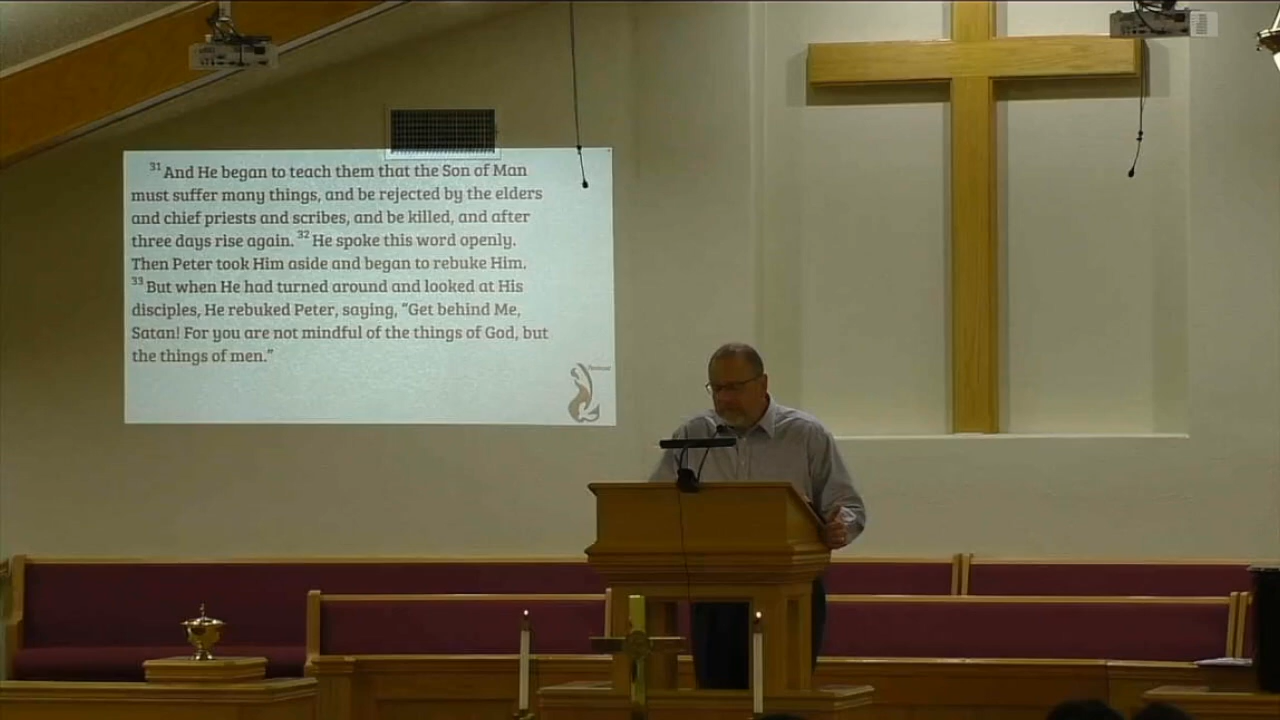 31 And He began to teach them that the Son of Man
must suffer many things, and be rejected by the elders
and chief priests and scribes, and be killed, and after
three days rise again. 32 He spoke this word openly.
Then Peter took Him aside and began to rebuke Him.
33 But when He had turned around and looked at His
disciples, He rebuked Peter, saying, “Get behind Me,
Satan! For you are not mindful of the things of God, but
the things of men.”